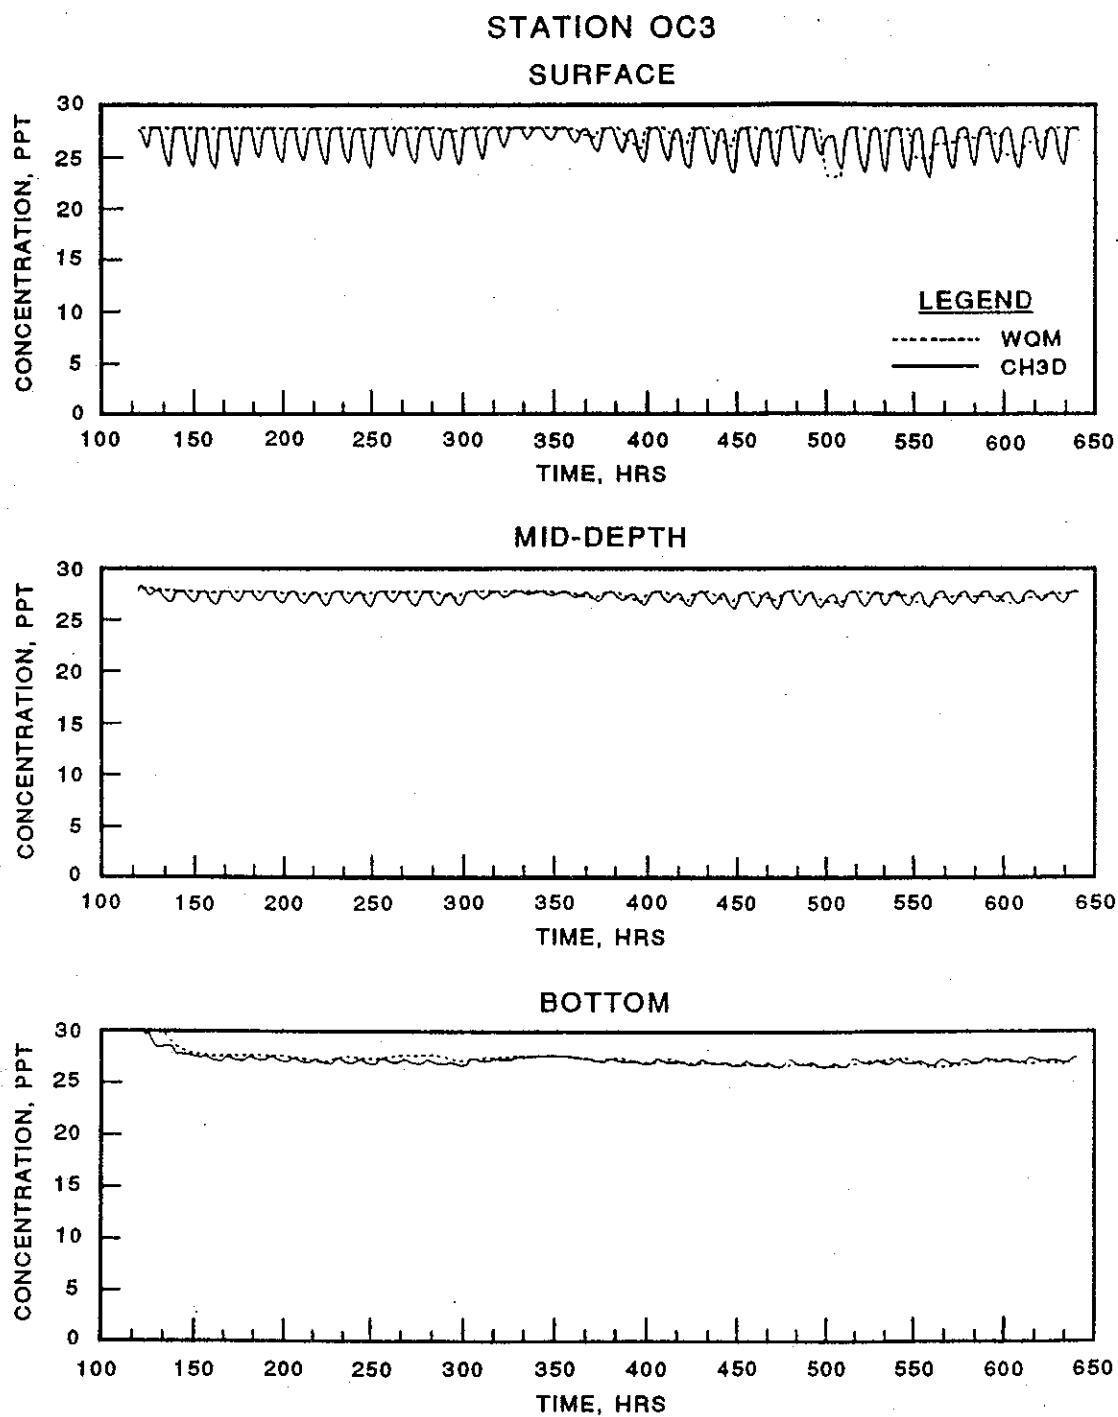 STATION OC3
SURFACE
CONCENTRATION, PPT
30
25
20
15
10
5
0
LEGEND
WQM
CH3D
100 150 200 250 300 350 400 450 500 550 600 650
TIME, HRS
MID-DEPTH
CONCENTRATION, PPT
30
25
20
15
10
5
0
100 150 200 250 300 350 400 450 500 550 600 650
TIME, HRS
BOTTOM
CONCENTRATION, PPT
30
25
20
15
10
5
0
100 150 200 250 300 350 400 450 500 550 600 650
TIME, HRS